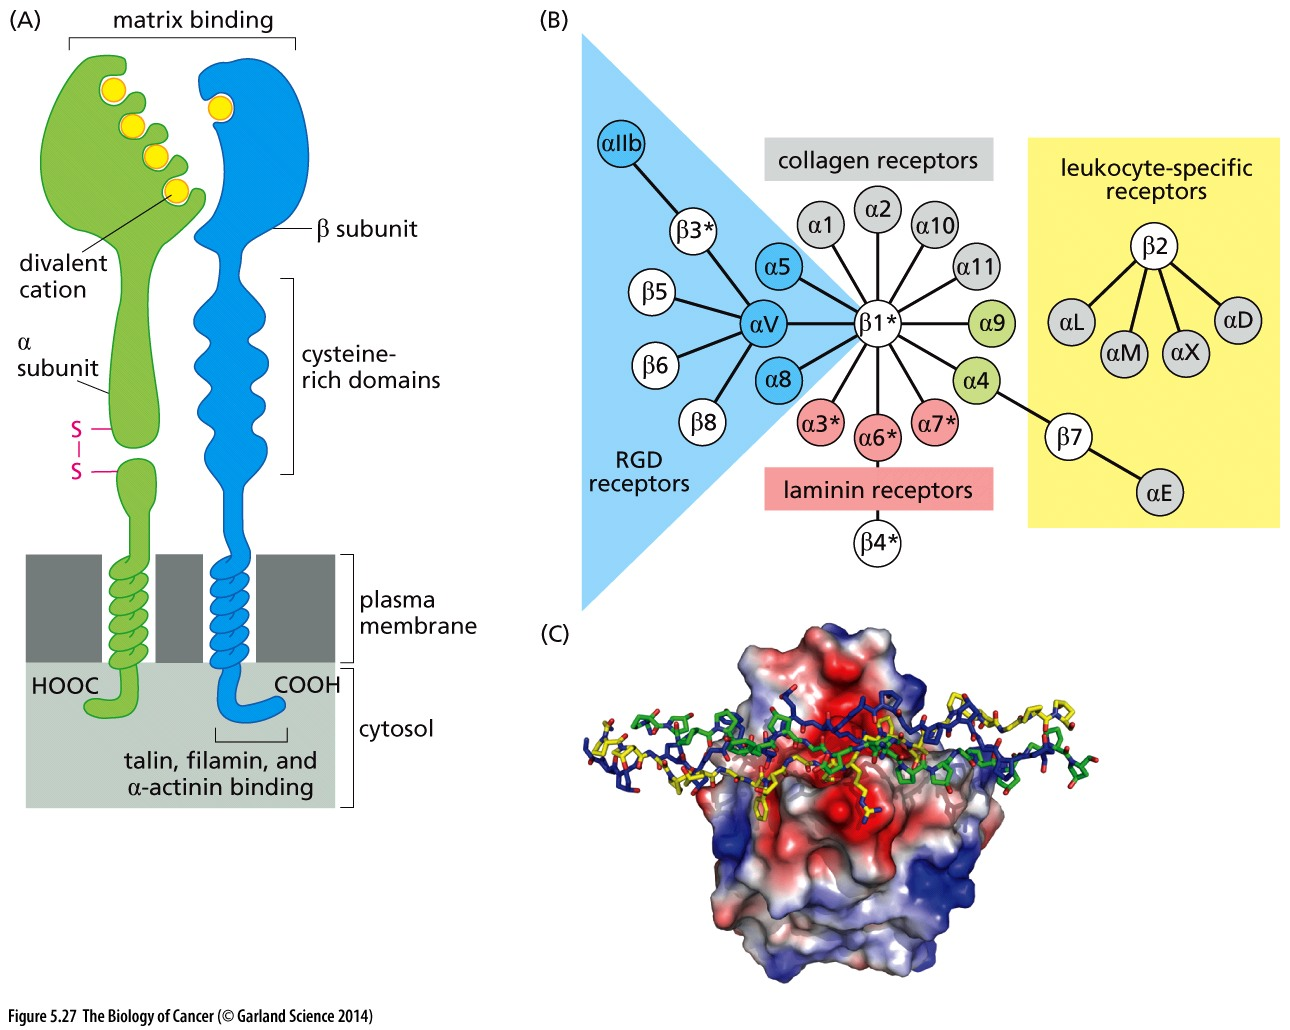 (A)
matrix binding
β subunit
divalent
cation
α
subunit
cysteine-
rich domains
S
S
plasma
membrane
HOOC
COOH
cytosol
talin, filamin, and
α-actinin binding
(B)
αIIb
β3*
β5
αV
β6
β8
α5
α8
RGD
receptors
collagen receptors
α1
α2
α10
α11
β1*
α9
α4
α3*
α6*
α7*
laminin receptors
β4*
leukocyte-specific
receptors
β2
αL
αM
αX
αD
β7
αE
(C)
Figure 5.27 The Biology of Cancer (© Garland Science 2014)